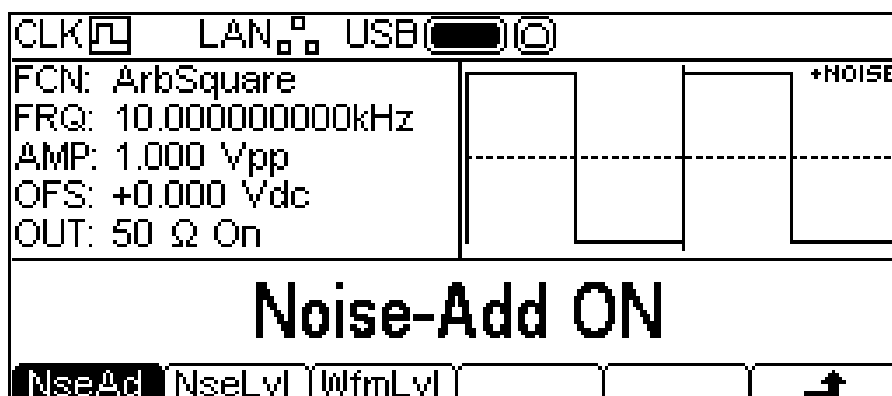 CLK LAN USB
FCN: ArbSquare
FRQ: 10.000000000kHz
AMP: 1.000 Vpp
OFS: +0.000 Vdc
OUT: 50 Ω On
+NOISE
Noise-Add ON
NseAd NseLvl WfmLvl